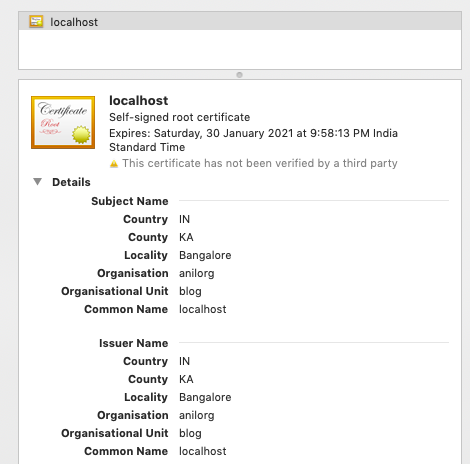 localhost
Certificate
Root
localhost
Self-signed root certificate
Expires: Saturday, 30 January 2021 at 9:58:13 PM India
Standard Time
This certificate has not been verified by a third party
Details
Subject Name
Country IN
County KA
Locality Bangalore
Organisation anilorg
Organisational Unit blog
Common Name localhost
Issuer Name
Country IN
County KA
Locality Bangalore
Organisation anilorg
Organisational Unit blog
Common Name localhost